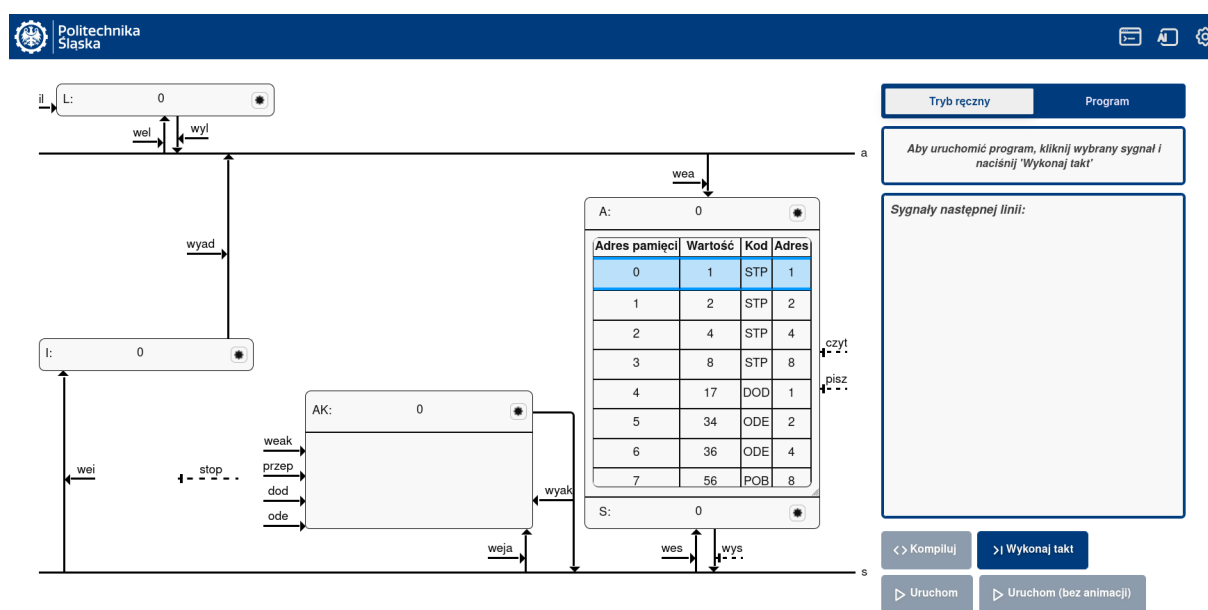 Politechnika
Śląska
il
L: 0
wel
wyl
a
Tryb ręczny
Program
Aby uruchomić program, kliknij wybrany sygnał i
naciśnij 'Wykonaj takt'
wea
wyad
A: 0
Adres pamięci Wartość Kod Adres
0 1 STP 1
1 2 STP 2
2 4 STP 4
3 8 STP 8
4 17 DOD 1
5 34 ODE 2
6 36 ODE 4
7 56 POB 8
S: 0
czyt
pisz
Sygnały następnej linii:
I: 0
wei
stop
AK: 0
weak
przep
dod
ode
wyak
weja
wes
wys
s
<> Kompiluj
Wykonaj takt
Uruchom
Uruchom (bez animacji)